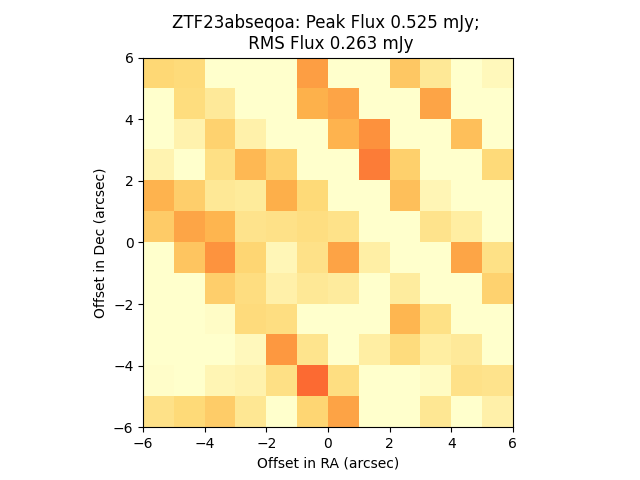 ZTF23abseqoa: Peak Flux 0.525 mJy;
RMS Flux 0.263 mJy
6
4
2
0
−2
−4
−6
Offset in Dec (arcsec)
−6 −4 −2 0 2 4 6
Offset in RA (arcsec)